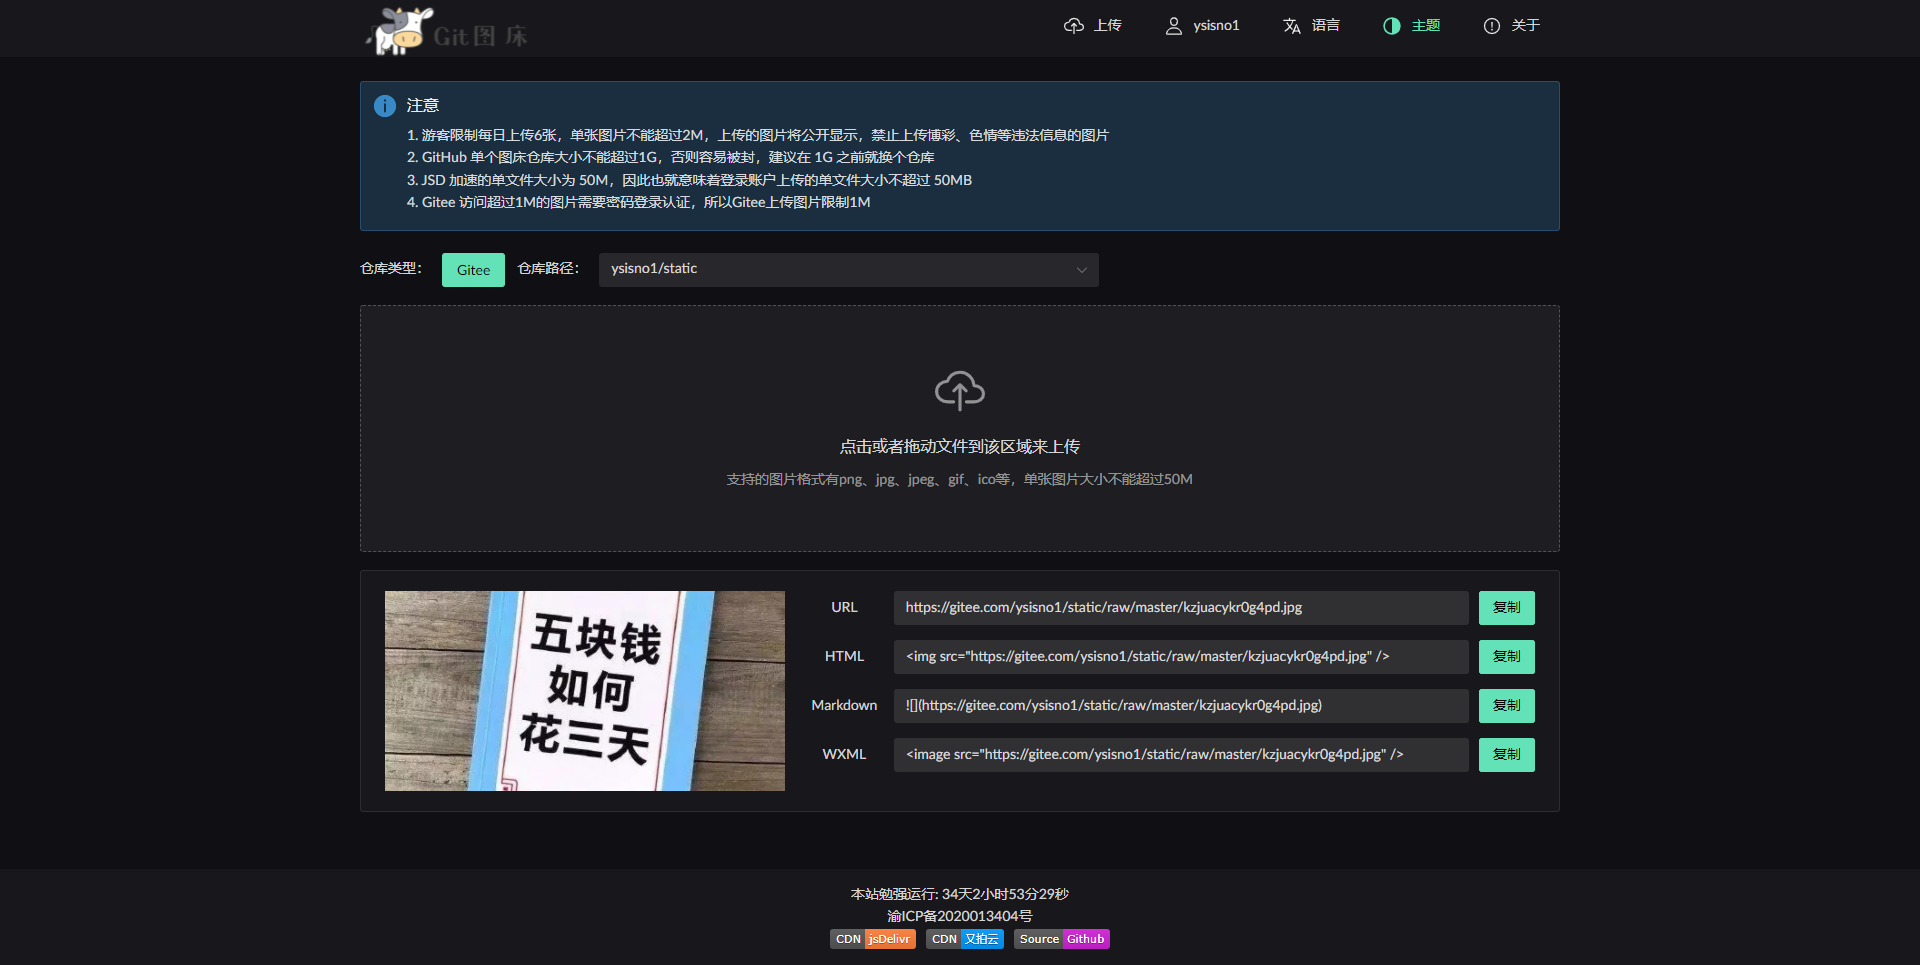 Git图床
上传
ysisno1
语言
主题
关于
注意
1. 游客限制每日上传6张，单张图片不能超过2M，上传的图片将公开显示，禁止上传博彩、色情等违法信息的图片
2. GitHub 单个图床仓库大小不能超过1G，否则容易被封，建议在 1G 之前就换个仓库
3. JSD 加速的单文件大小为 50M，因此也就意味着登录账户上传的单文件大小不超过 50MB
4. Gitee 访问超过1M的图片需要密码登录认证，所以Gitee上传图片限制1M
仓库类型： Gitee 仓库路径： ysisno1/static
点击或者拖动文件到该区域来上传
支持的图片格式有png、jpg、jpeg、gif、ico等，单张图片大小不能超过50M
五块钱
如何
花三天
URL https://gitee.com/ysisno1/static/raw/master/kzjuacykr0g4pd.jpg 复制
HTML <img src="https://gitee.com/ysisno1/static/raw/master/kzjuacykr0g4pd.jpg" /> 复制
Markdown ![](https://gitee.com/ysisno1/static/raw/master/kzjuacykr0g4pd.jpg) 复制
WXML <image src="https://gitee.com/ysisno1/static/raw/master/kzjuacykr0g4pd.jpg" /> 复制
本站勉强运行: 34天2小时53分29秒
渝ICP备2020013404号
CDN jsDelivr CDN 又拍云 Source Github